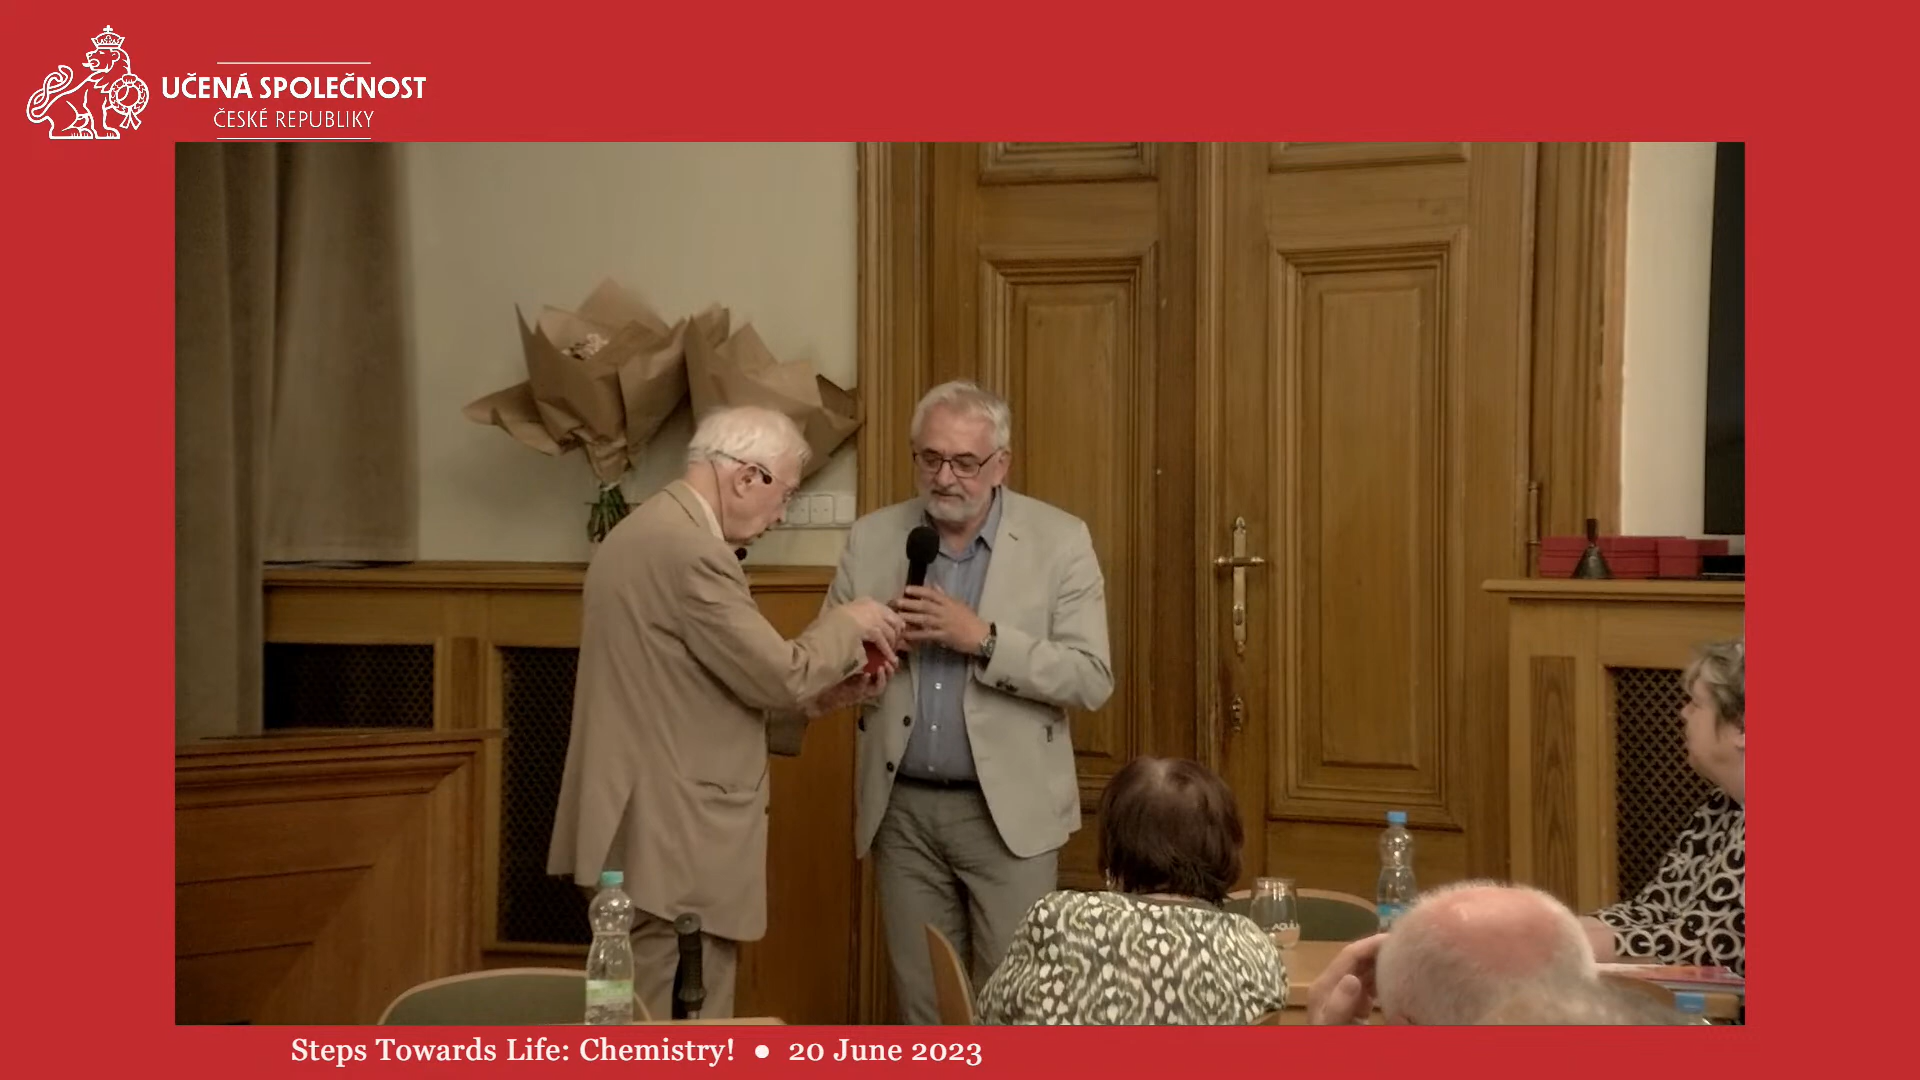 UČENÁ SPOLEČNOST
ČESKÉ REPUBLIKY
Steps Towards Life: Chemistry! • 20 June 2023